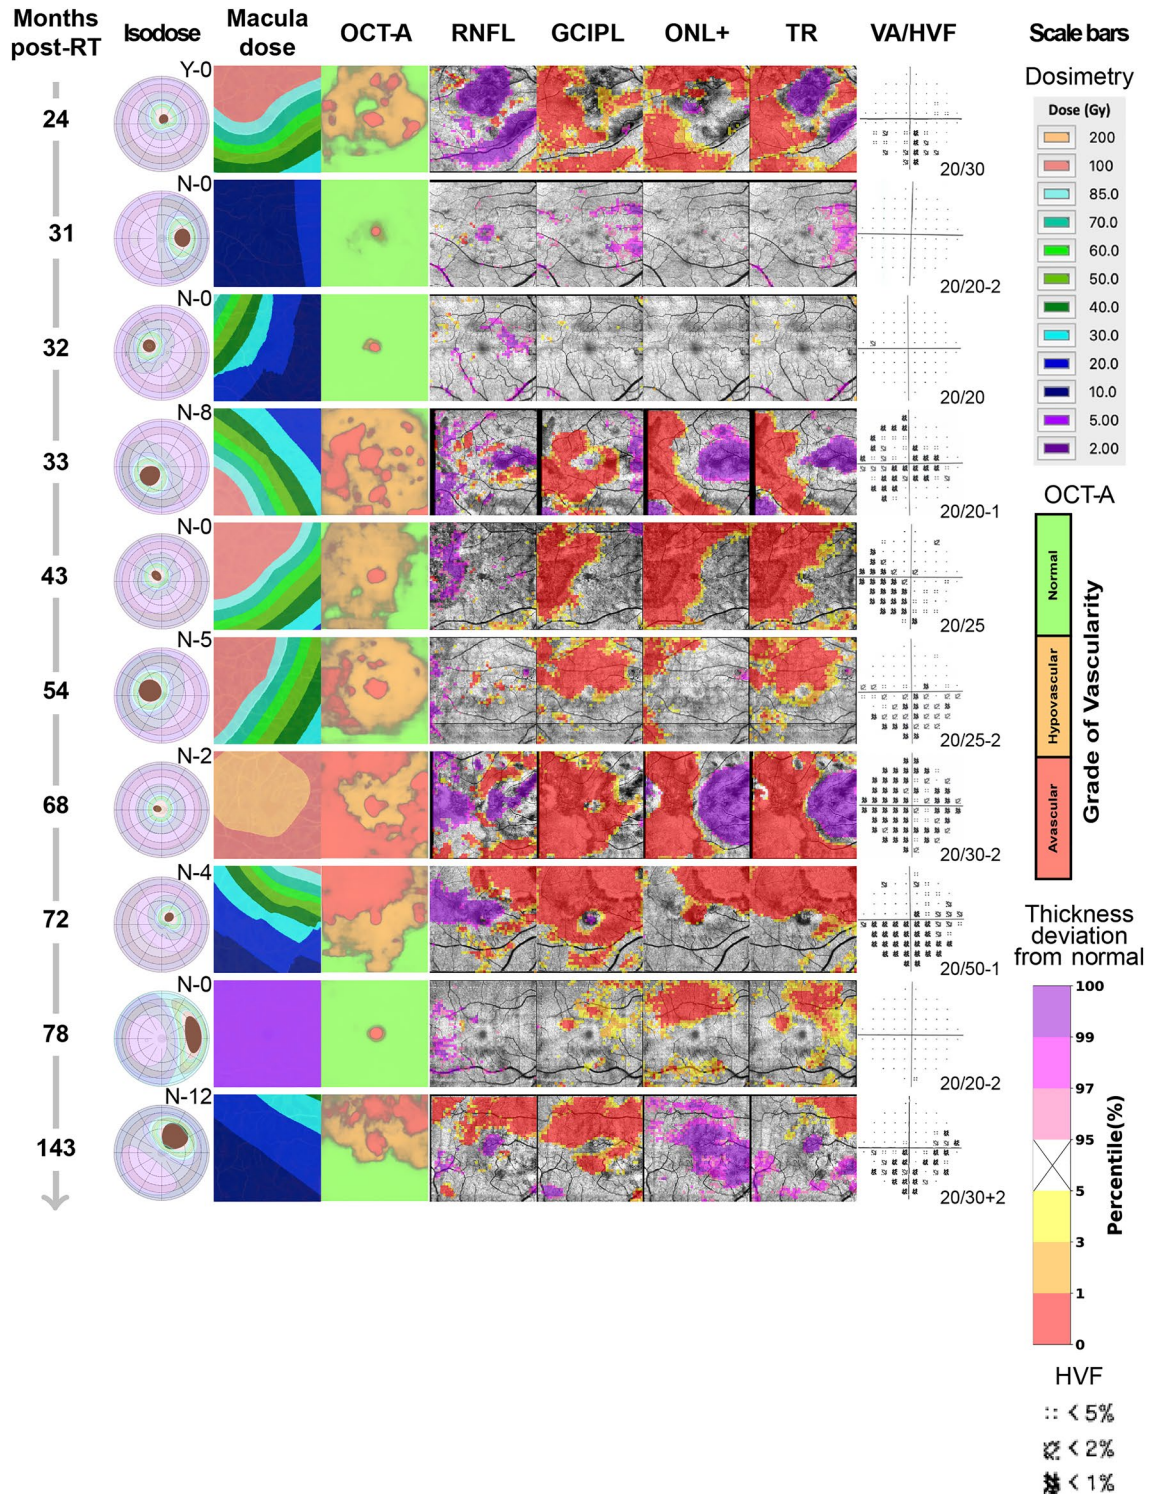 Months post-RT
Isodose
Macula dose
OCT-A
RNFL
GCIPL
ONL+
TR
VA/HVF
Scale bars
24
Y-0
20/30
31
N-0
20/20-2
32
N-0
20/20
33
N-8
20/20-1
43
N-0
20/25
54
N-5
20/25-2
68
N-2
20/30-2
72
N-4
20/50-1
78
N-0
20/20-2
143
N-12
20/30+2
Dosimetry
Dose (Gy)
200
100
85.0
70.0
60.0
50.0
40.0
30.0
20.0
10.0
5.00
2.00
OCT-A
Normal
Hypovascular
Avascular
Grade of Vascularity
Thickness
deviation
from normal
100
99
97
95
5
3
1
0
Percentile(%)
HVF
< 5%
< 2%
< 1%